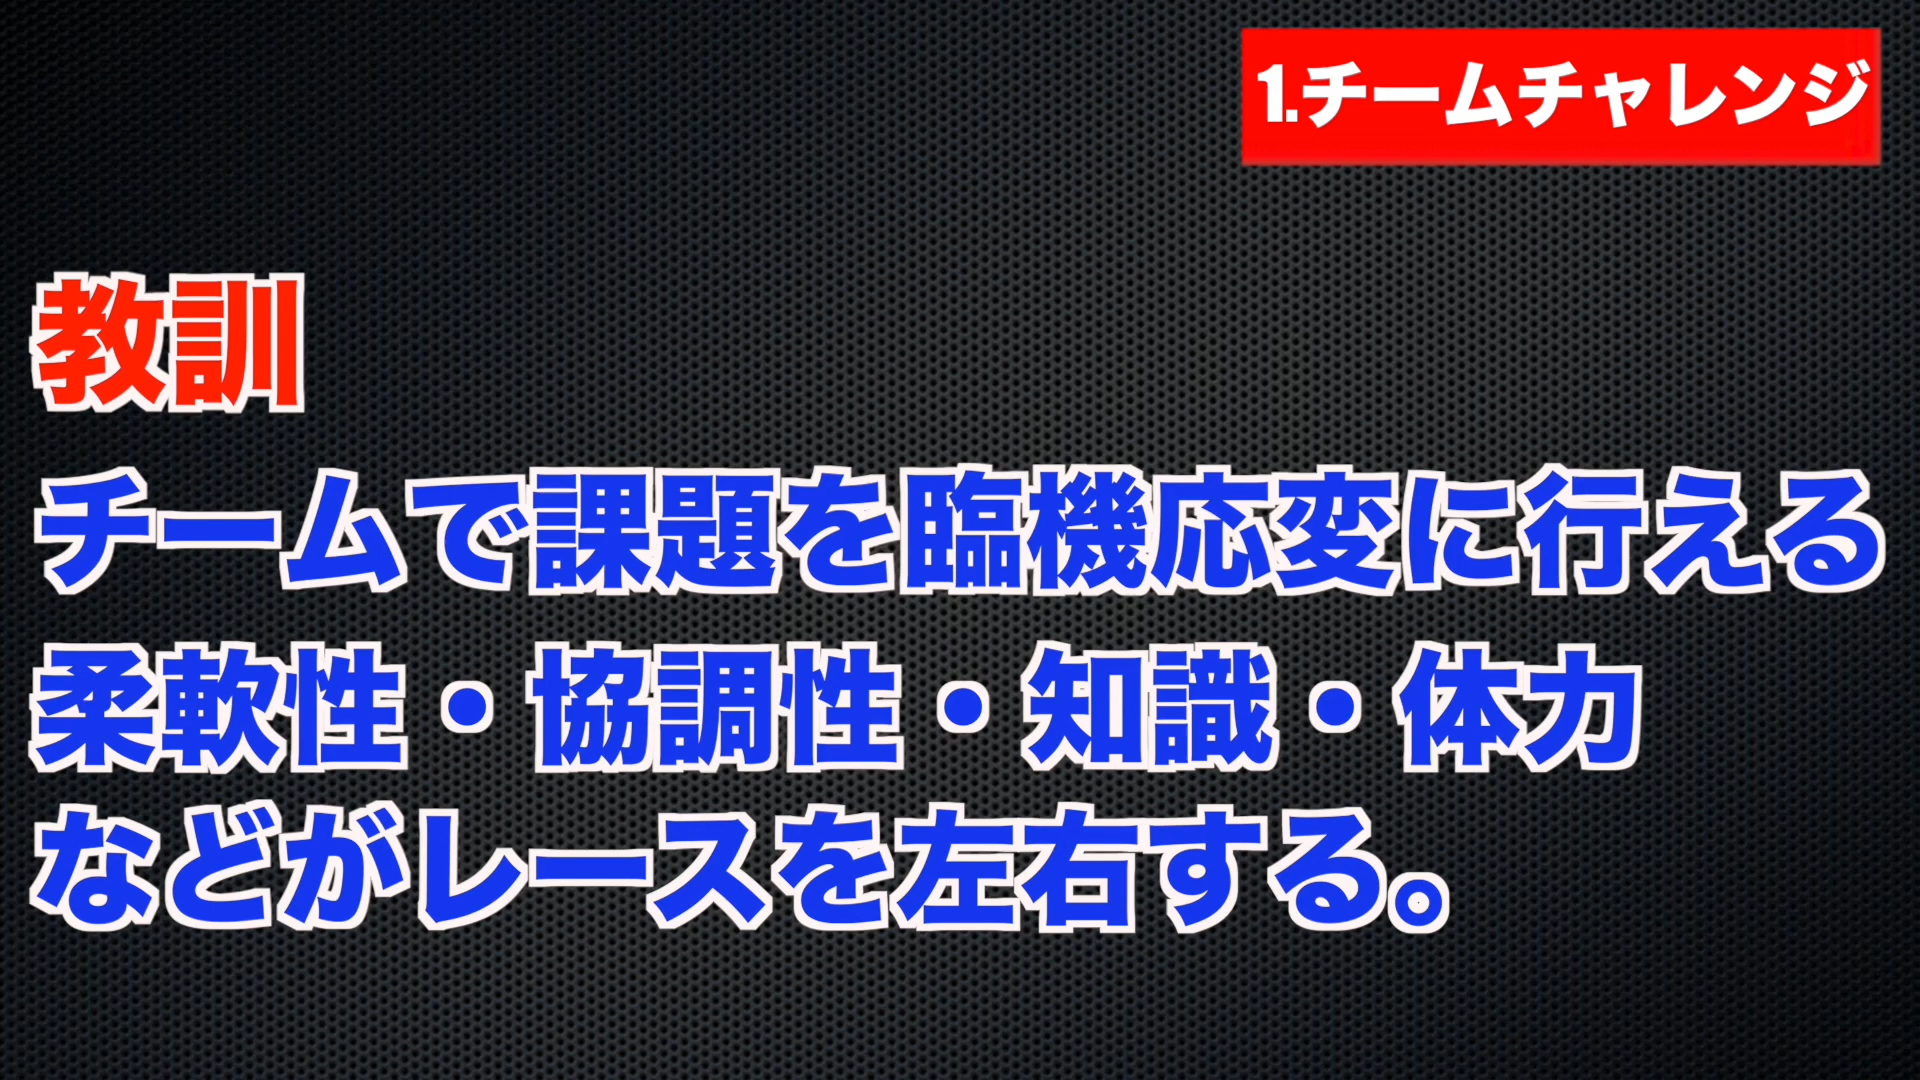 1.チームチャレンジ
教訓
チームで課題を臨機応変に行える
柔軟性・協調性・知識・体力
などがレースを左右する。